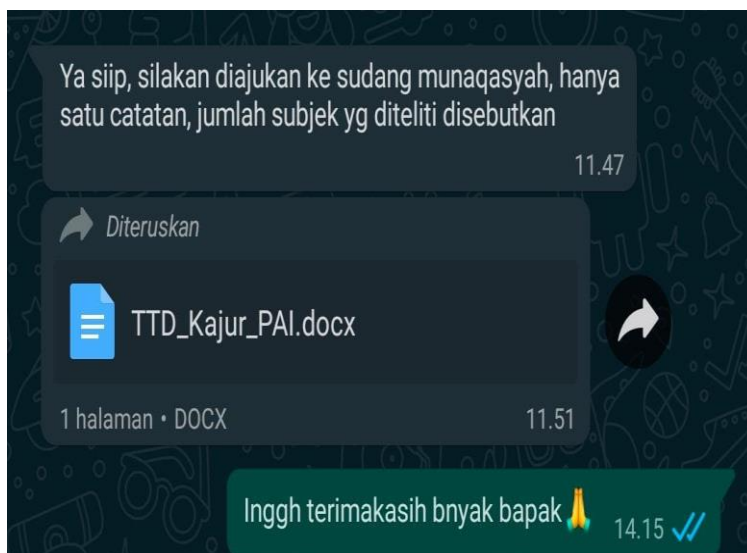 Ya siip, silakan diajukan ke sudang munaqasyah, hanya
satu catatan, jumlah subjek yg diteliti disebutkan
11.47
Diteruskan
TTD_Kajur_PAI.docx
1 halaman • DOCX 11.51
Inggh terimakasih bnyak bapak🙏 14.15